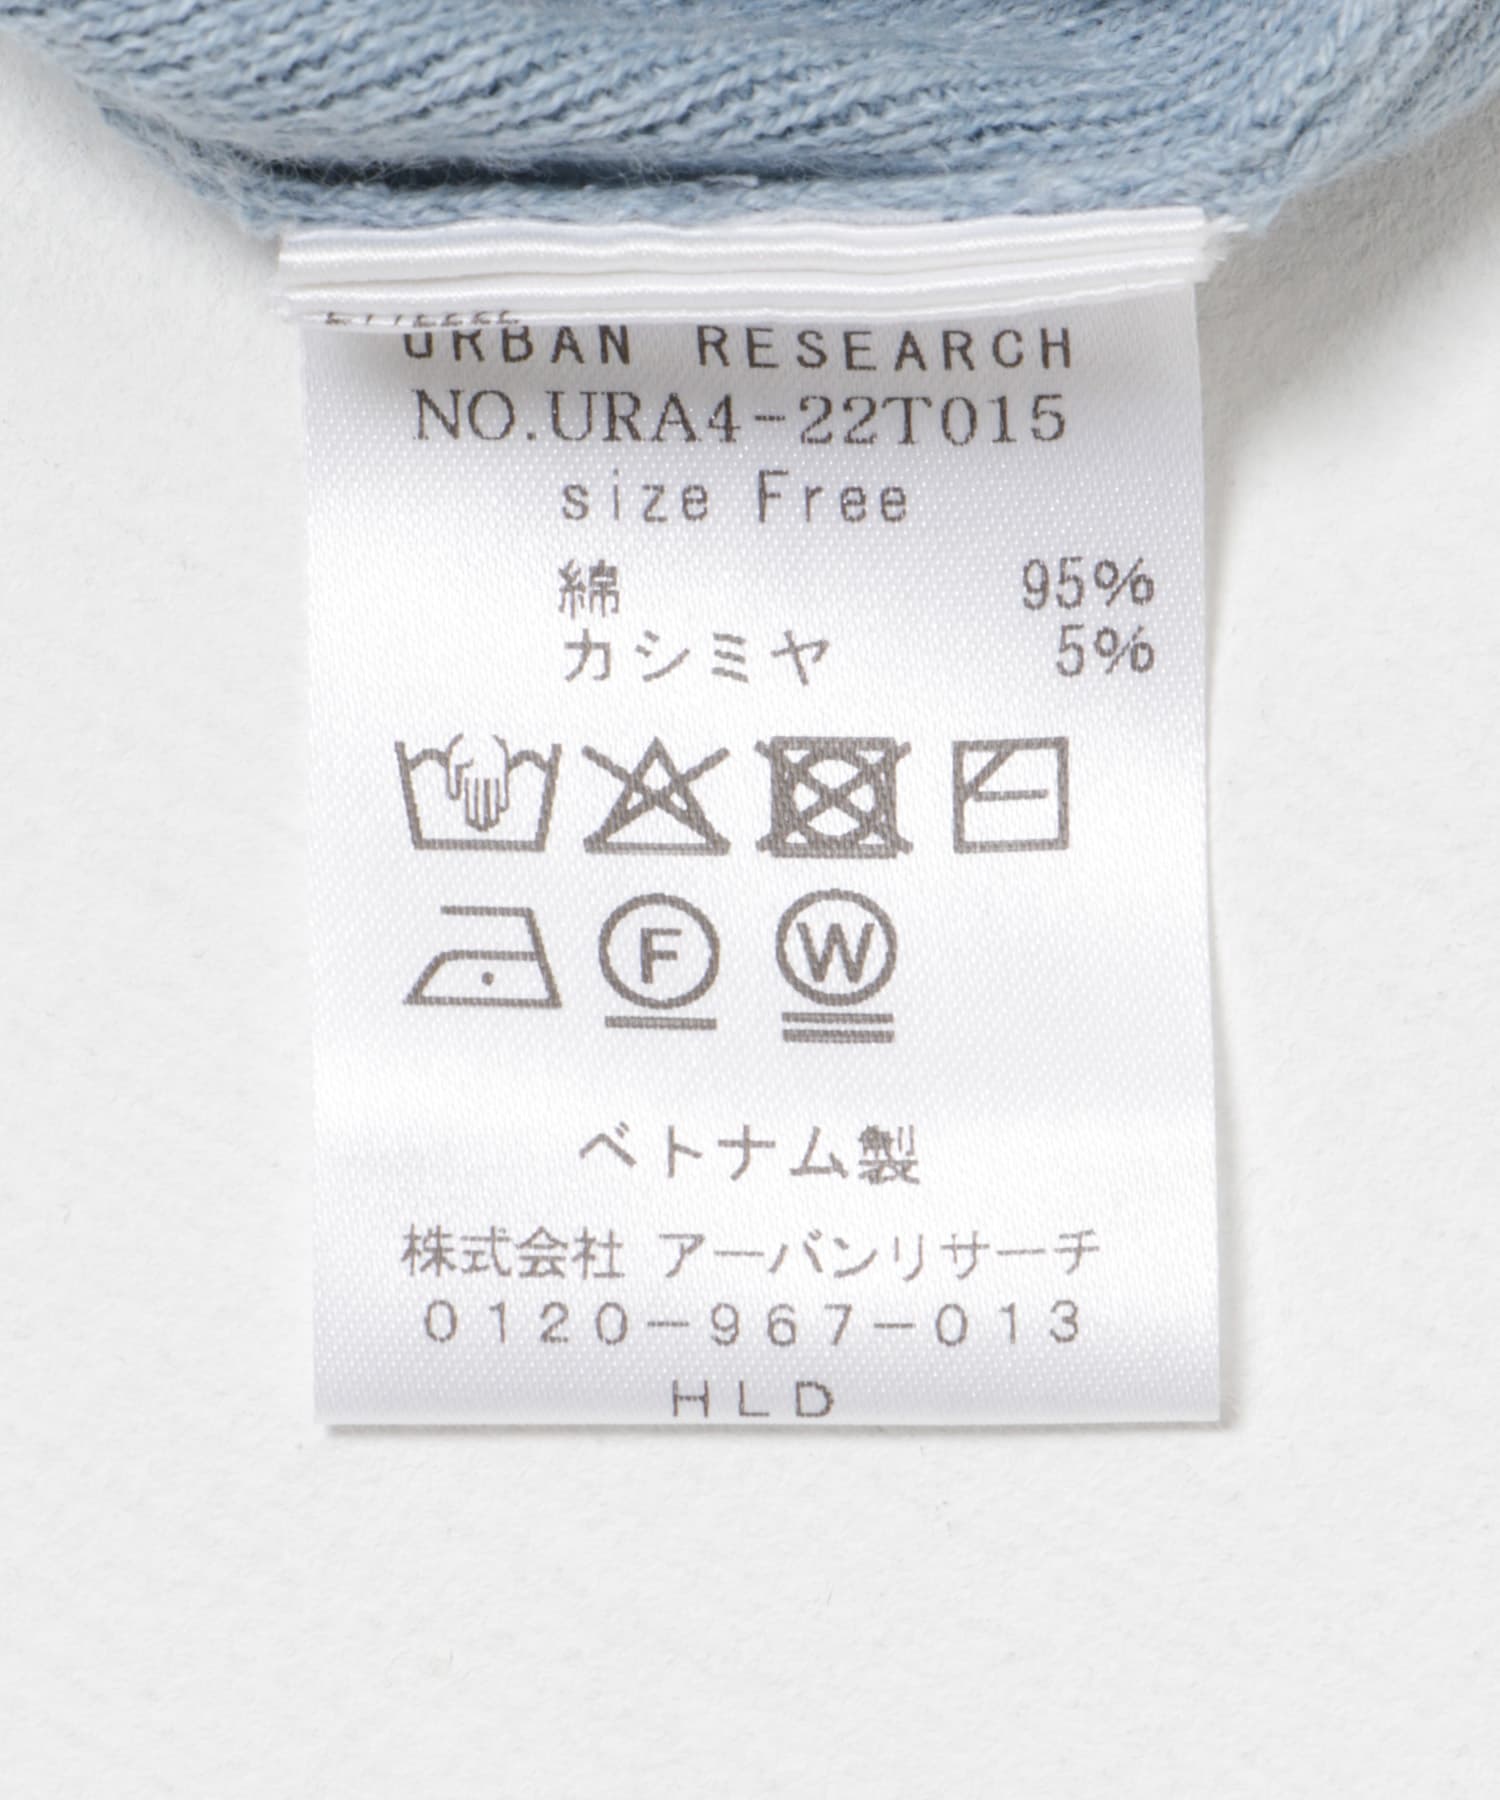 URBAN RESEARCH
NO.URA4-22T015
size Free
綿 95%
カシミヤ 5%
F W
ベトナム製
株式会社 アーバンリサーチ
0120-967-013
HLD